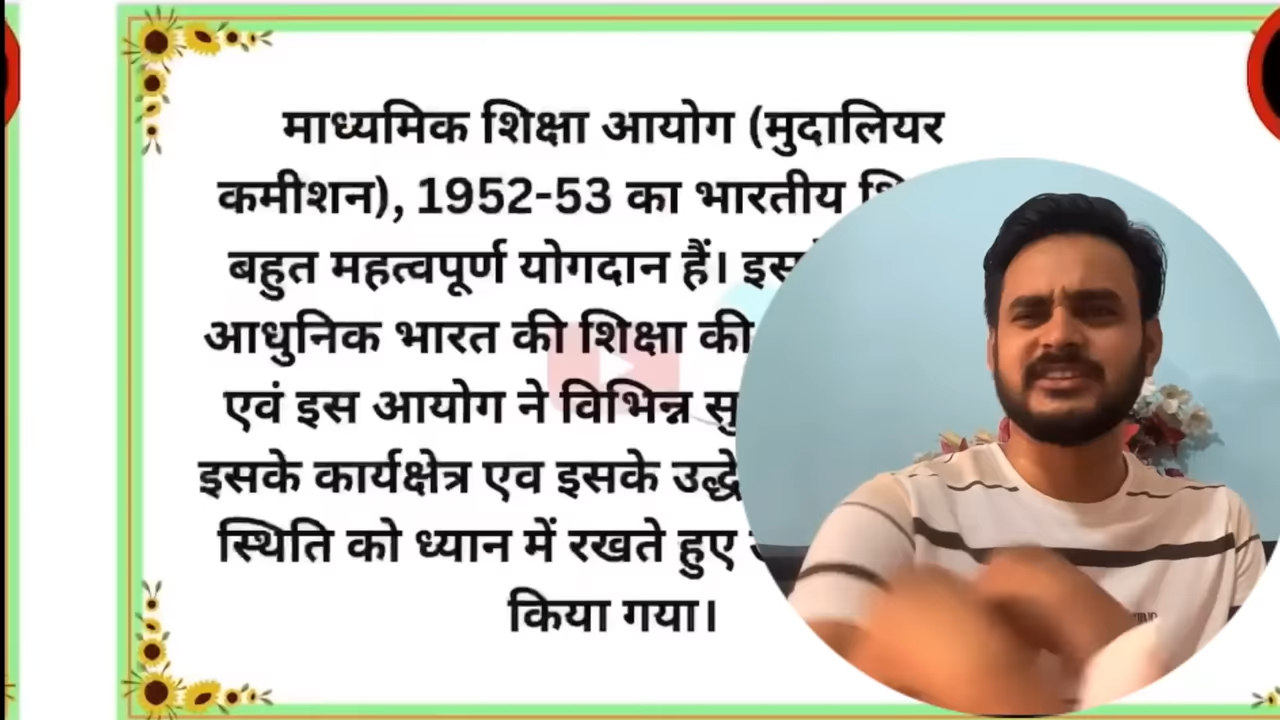 माध्यमिक शिक्षा आयोग (मुदालियर
कमीशन), 1952-53 का भारतीय
बहुत महत्वपूर्ण योगदान हैं।
आधुनिक भारत की शिक्षा की
एवं इस आयोग ने विभिन्न
इसके कार्यक्षेत्र एव इसके
स्थिति को ध्यान में रखते हुए
किया गया।